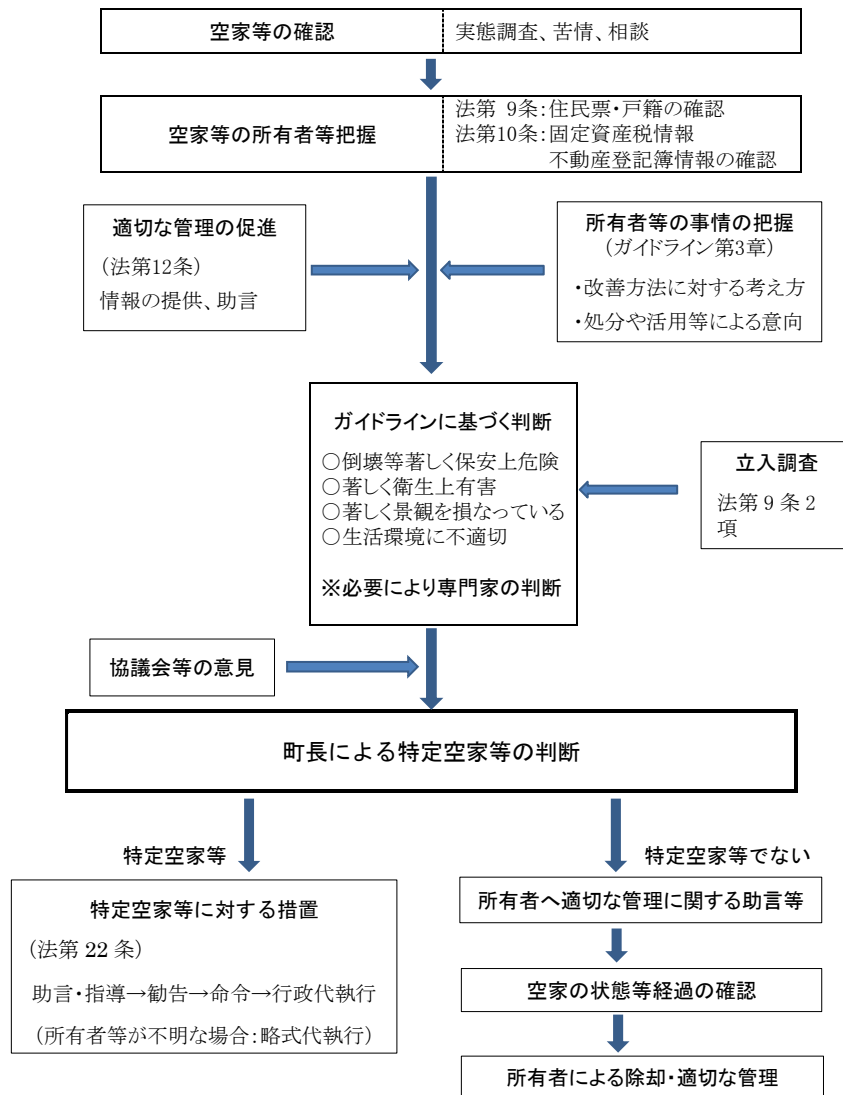 空家等の確認
実態調査、苦情、相談
空家等の所有者等把握
法第 9条：住民票・戸籍の確認
法第10条：固定資産税情報
不動産登記簿情報の確認
適切な管理の促進
(法第12条)
情報の提供、助言
所有者等の事情の把握
(ガイドライン第3章)
・改善方法に対する考え方
・処分や活用等による意向
ガイドラインに基づく判断
○倒壊等著しく保安上危険
○著しく衛生上有害
○著しく景観を損なっている
○生活環境に不適切
※必要により専門家の判断
立入調査
法第 9 条 2
項
協議会等の意見
町長による特定空家等の判断
特定空家等
特定空家等でない
特定空家等に対する措置
(法第 22 条)
助言・指導→勧告→命令→行政代執行
(所有者等が不明な場合：略式代執行)
所有者へ適切な管理に関する助言等
空家の状態等経過の確認
所有者による除却・適切な管理